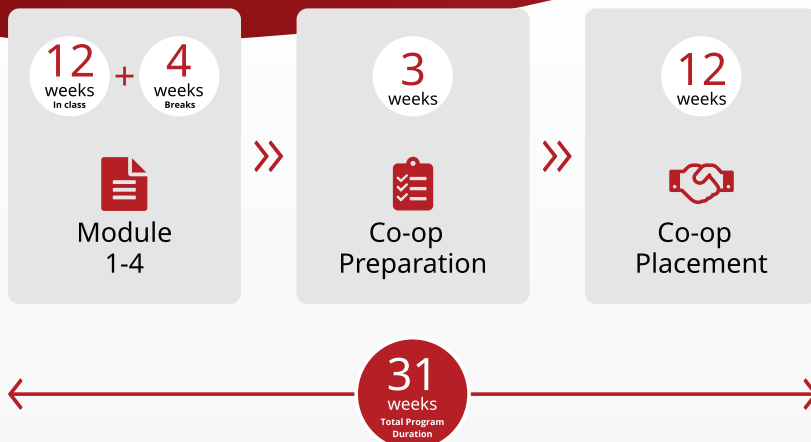 12
weeks
In class
+
4
weeks
Breaks
Module
1-4
3
weeks
Co-op
Preparation
12
weeks
Co-op
Placement
31
weeks
Total Program
Duration